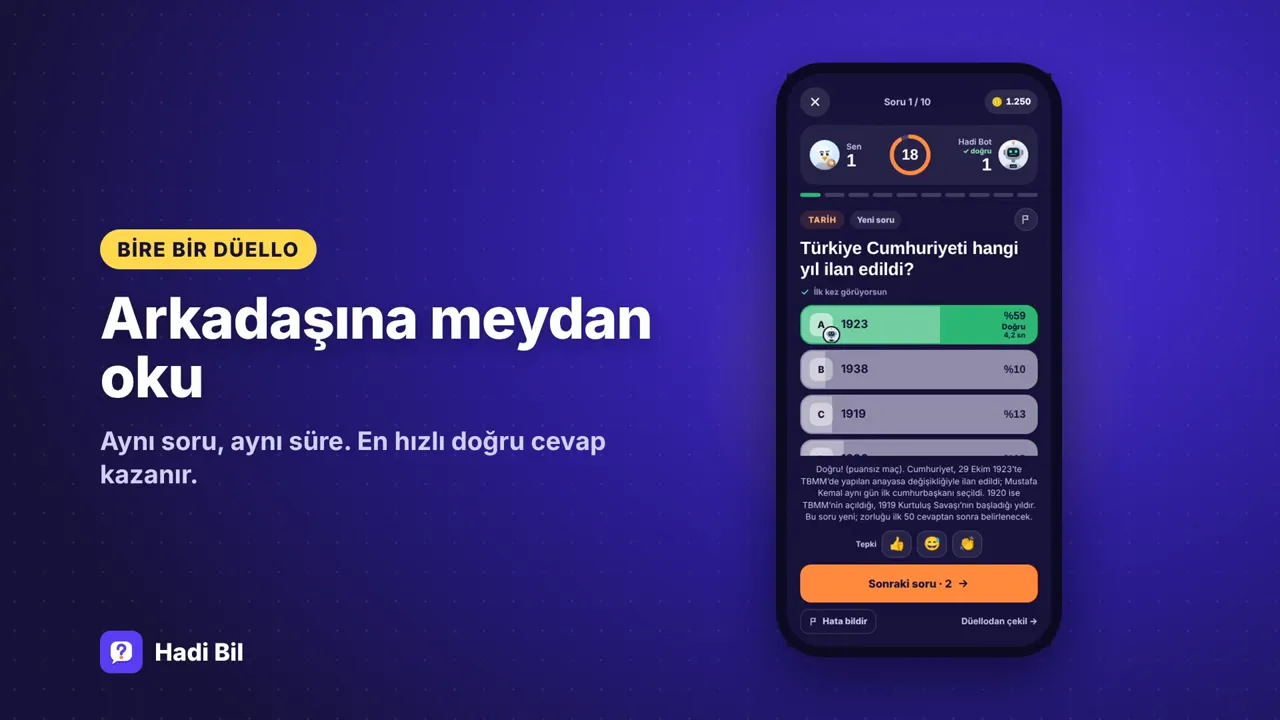 BİRE BİR DÜELLO
Arkadaşına meydan
oku
Aynı soru, aynı süre. En hızlı doğru cevap
kazanır.
Hadi Bil
Soru 1 / 10
1.250
Sen
1
18
Hadi Bot
✓ doğru
1
TARİH
Yeni soru
Türkiye Cumhuriyeti hangi
yıl ilan edildi?
✓ İlk kez görüyorsun
A 1923 %59
Doğru
4,2 sn
B 1938 %10
C 1919 %13
Doğru! (puansız maç). Cumhuriyet, 29 Ekim 1923'te
TBMM'de yapılan anayasa değişikliğiyle ilan edildi; Mustafa
Kemal aynı gün ilk cumhurbaşkanı seçildi. 1920 ise
TBMM'nin açıldığı, 1919 Kurtuluş Savaşı'nın başladığı yıldır.
Bu soru yeni; zorluğu ilk 50 cevaptan sonra belirlenecek.
Tepki
Sonraki soru · 2 →
Hata bildir
Düellodan çekil →